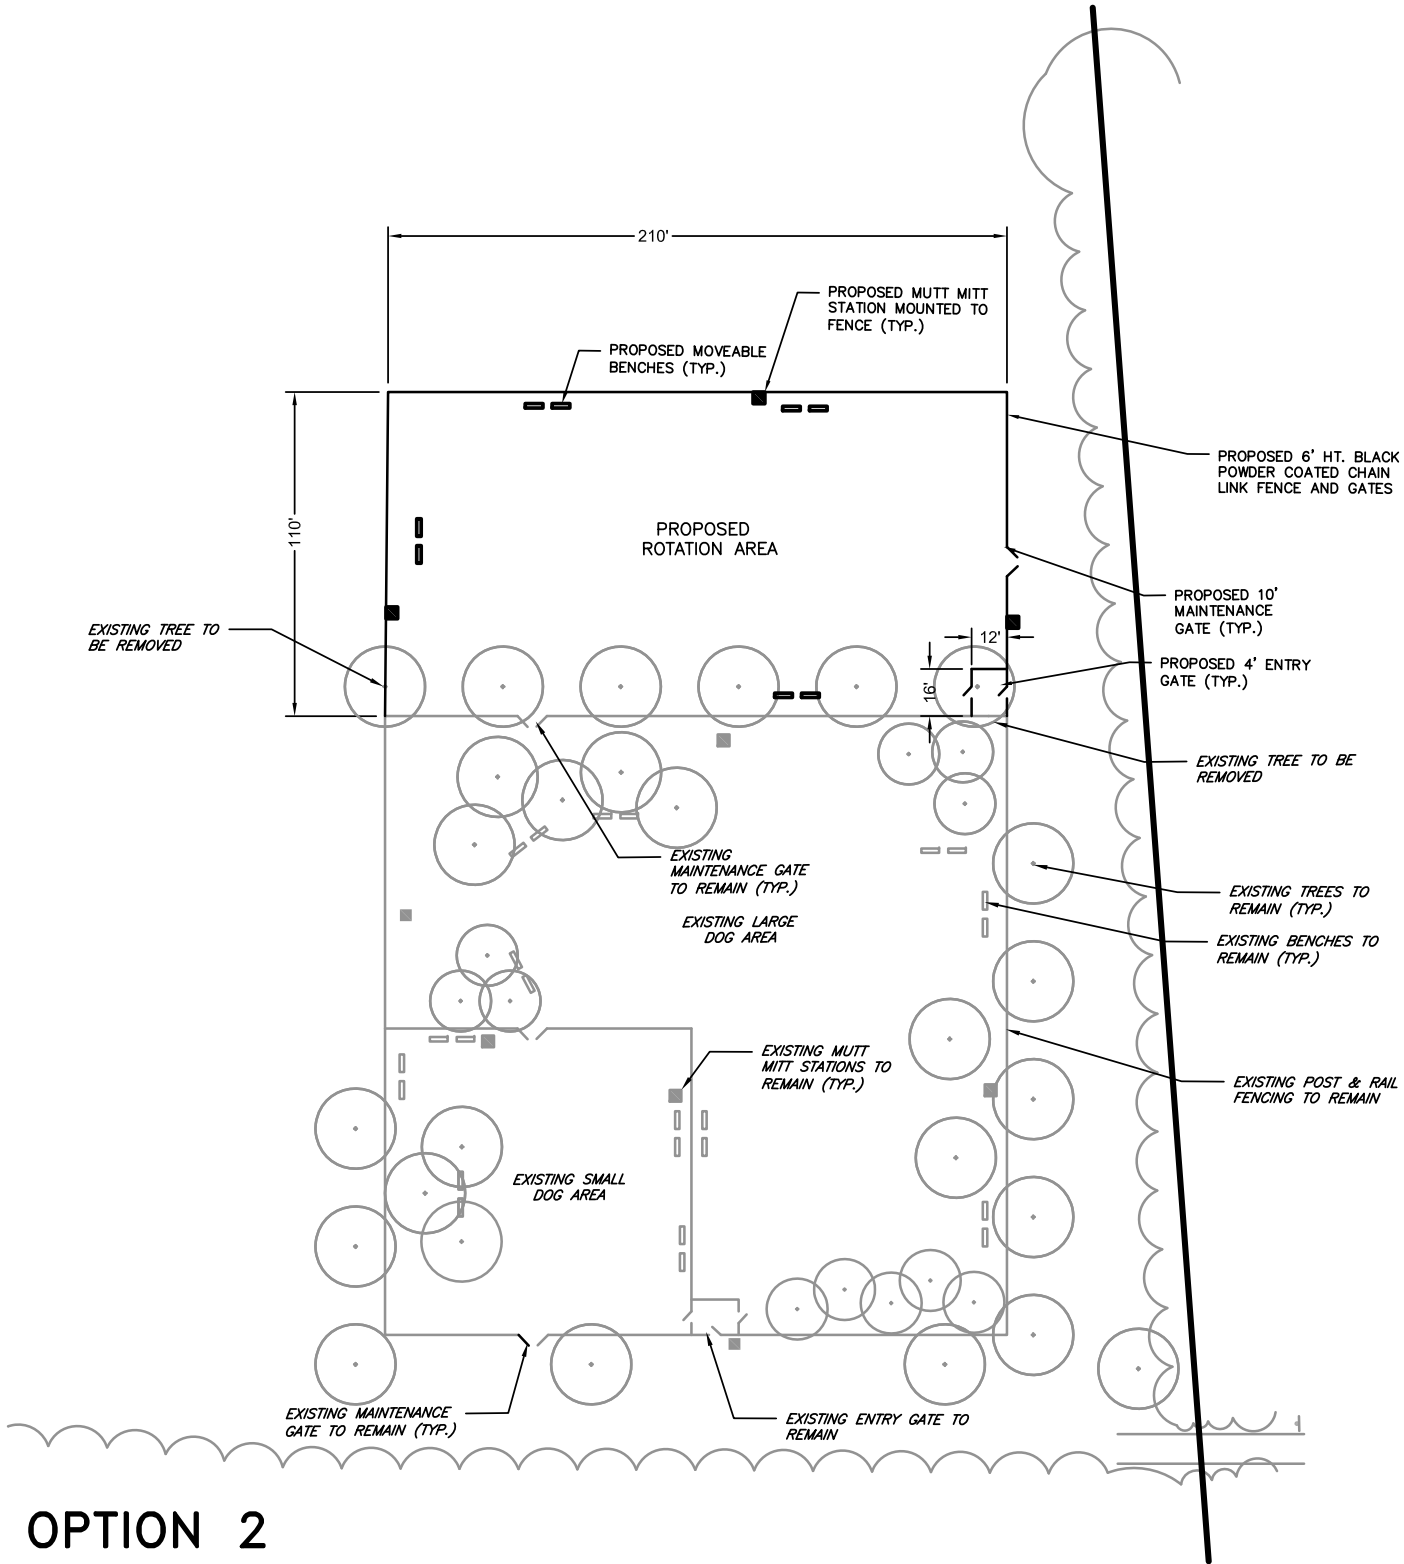 210'
PROPOSED MUTT MITT
STATION MOUNTED TO
FENCE (TYP.)
PROPOSED MOVEABLE
BENCHES (TYP.)
PROPOSED 6' HT. BLACK
POWDER COATED CHAIN
LINK FENCE AND GATES
110'
PROPOSED
ROTATION AREA
PROPOSED 10'
MAINTENANCE
GATE (TYP.)
EXISTING TREE TO
BE REMOVED
12'
PROPOSED 4' ENTRY
GATE (TYP.)
16'
EXISTING TREE TO BE
REMOVED
EXISTING
MAINTENANCE GATE
TO REMAIN (TYP.)
EXISTING TREES TO
REMAIN (TYP.)
EXISTING LARGE
DOG AREA
EXISTING BENCHES TO
REMAIN (TYP.)
EXISTING MUTT
MITT STATIONS TO
REMAIN (TYP.)
EXISTING POST & RAIL
FENCING TO REMAIN
EXISTING SMALL
DOG AREA
EXISTING MAINTENANCE
GATE TO REMAIN (TYP.)
EXISTING ENTRY GATE TO
REMAIN
OPTION 2